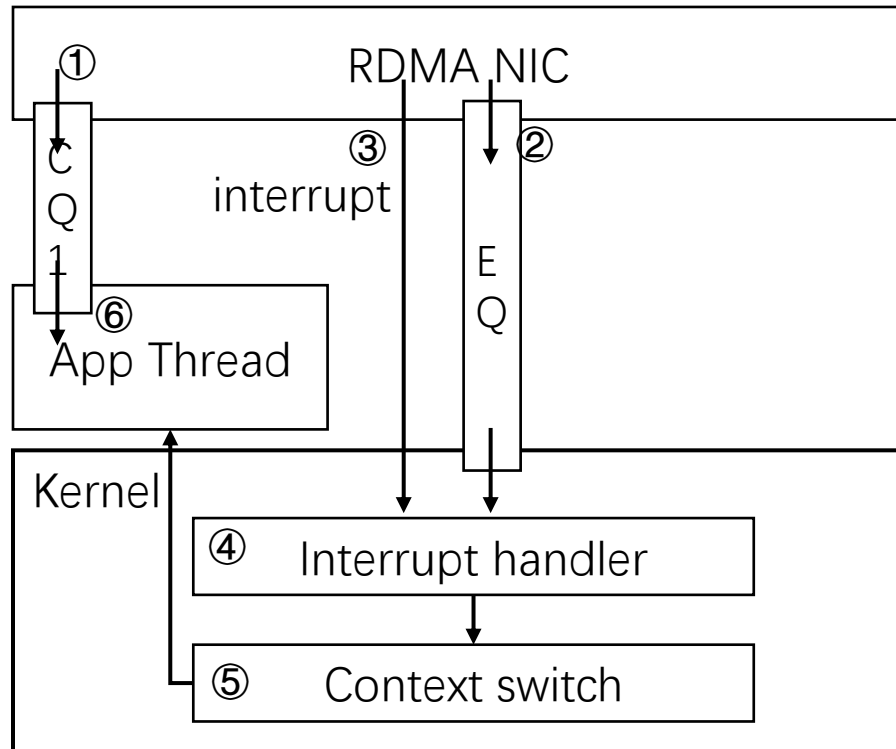 ①
RDMA NIC
②
③
interrupt
C
Q
1
E
Q
⑥
App Thread
Kernel
④ Interrupt handler
⑤ Context switch